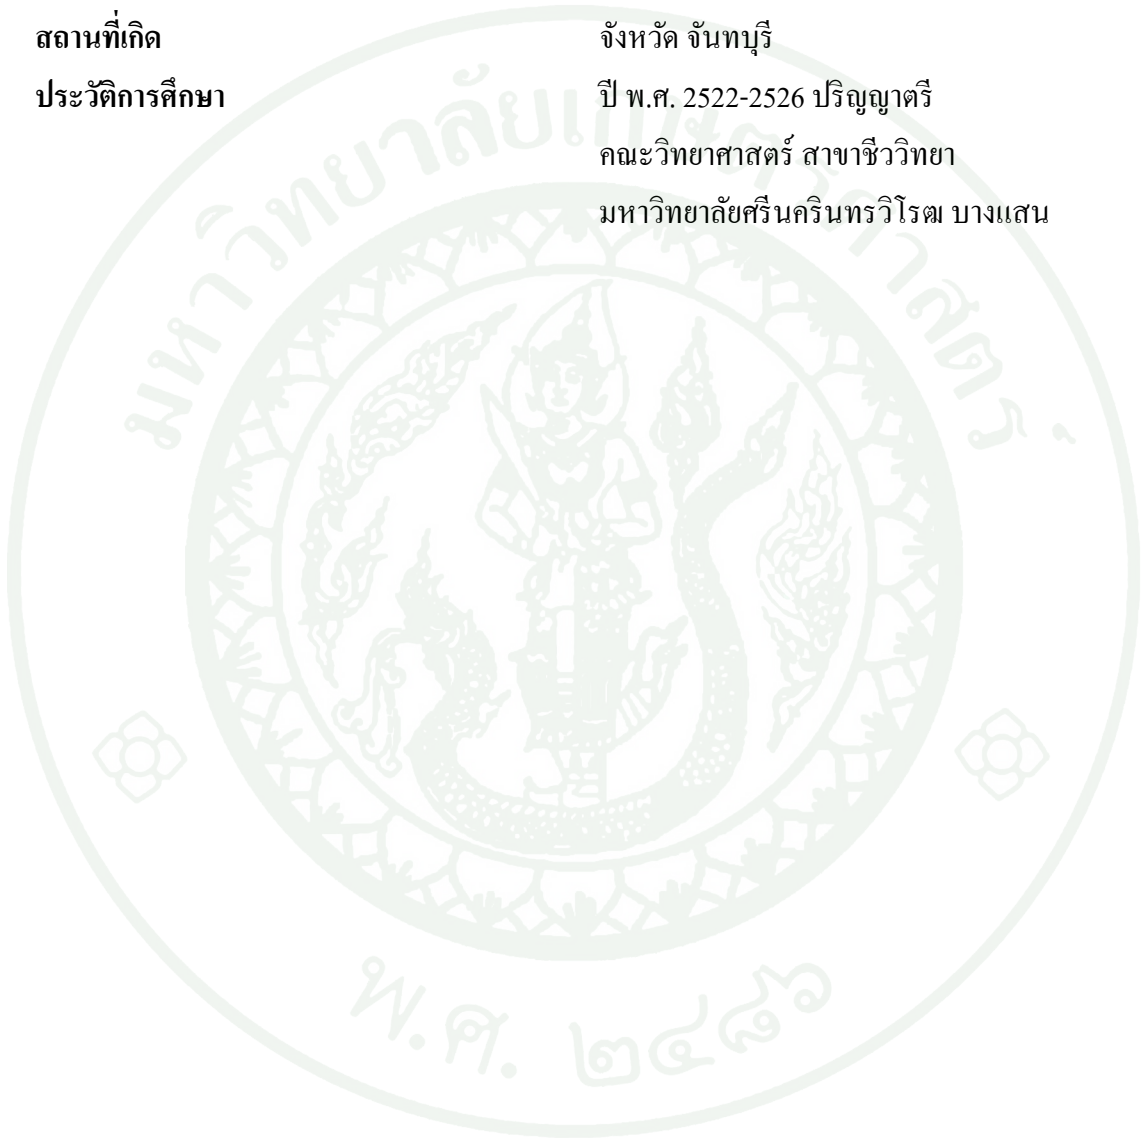 สถานที่เกิด จังหวัด จันทบุรี
ประวัติการศึกษา ปี พ.ศ. 2522-2526 ปริญญาตรี
คณะวิทยาศาสตร์ สาขาชีววิทยา
มหาวิทยาลัยศรีนครินทรวิโรฒ บางแสน
มหาวิทยาลัยเกษตรศาสตร์
พ.ศ. ๒๔๘๖